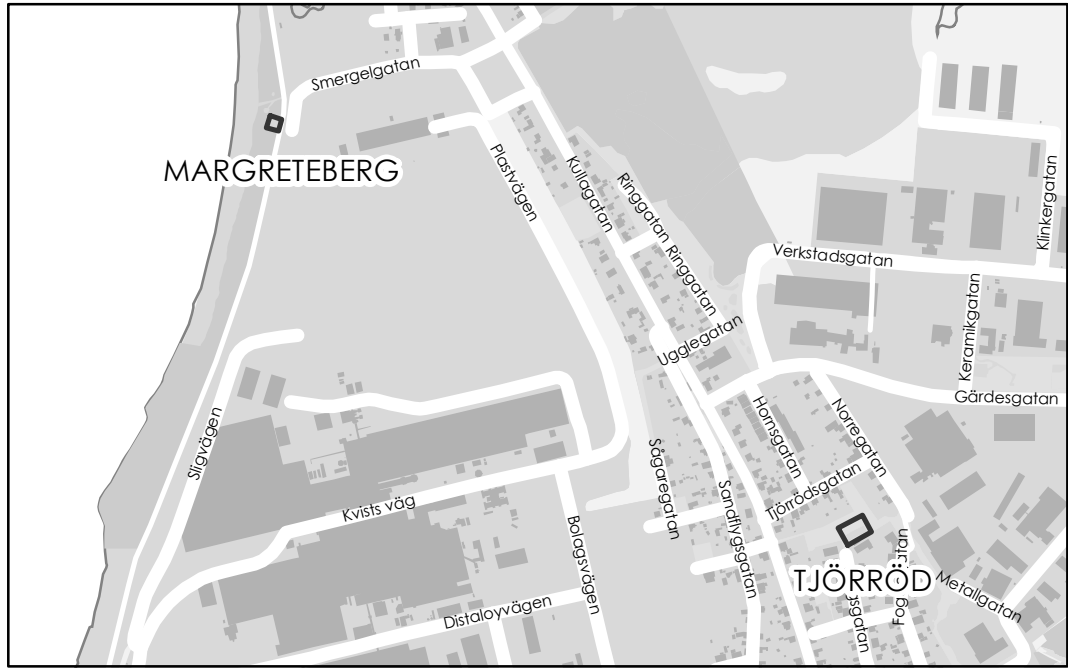 Smergelgatan
MARGRETEBERG
Plastvägen
Kullagatan
Ringgatan
Ringgatan
Klinkergatan
Verkstadsgatan
Keramikgatan
Ugglegatan
Gärdesgatan
Hornsgatan
Norregatan
Sligvägen
Sågaregatan
Sandflygsgatan
Tjörrödsgatan
Kvists väg
Bolagsvägen
TJÖRRÖD
Metallgatan
Distaloyvägen